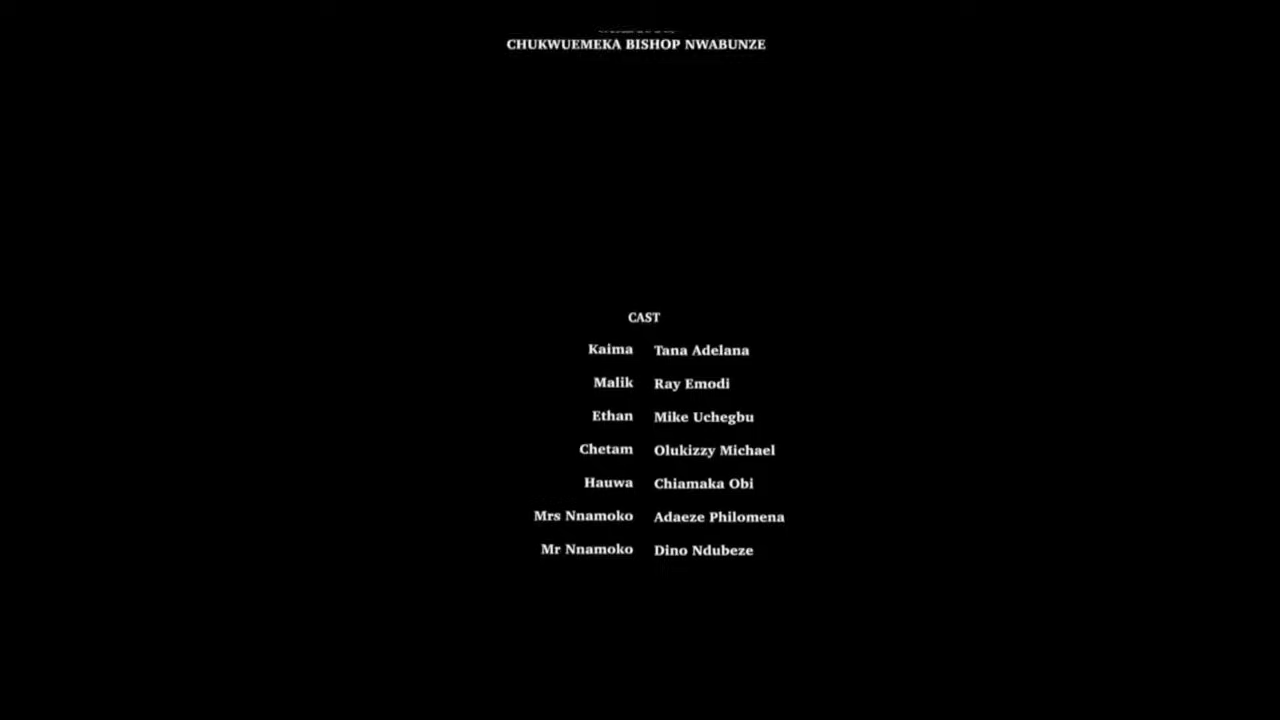 CHUKWUEMEKA BISHOP NWABUNZE
CAST
Kaima Tana Adelana
Malik Ray Emodi
Ethan Mike Uchegbu
Chetam Olukizzy Michael
Hauwa Chiamaka Obi
Mrs Nnamoko Adaeze Philomena
Mr Nnamoko Dino Ndubeze